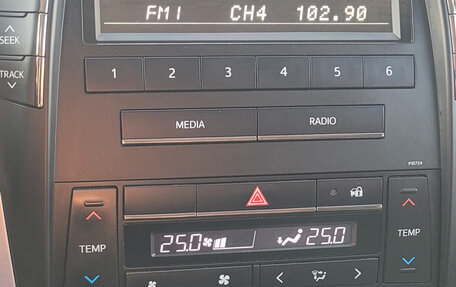 FM1 CH4 102.90
SEEK
TRACK
1 2 3 4 5 6
MEDIA RADIO
P10724
TEMP 25.0 25.0 TEMP